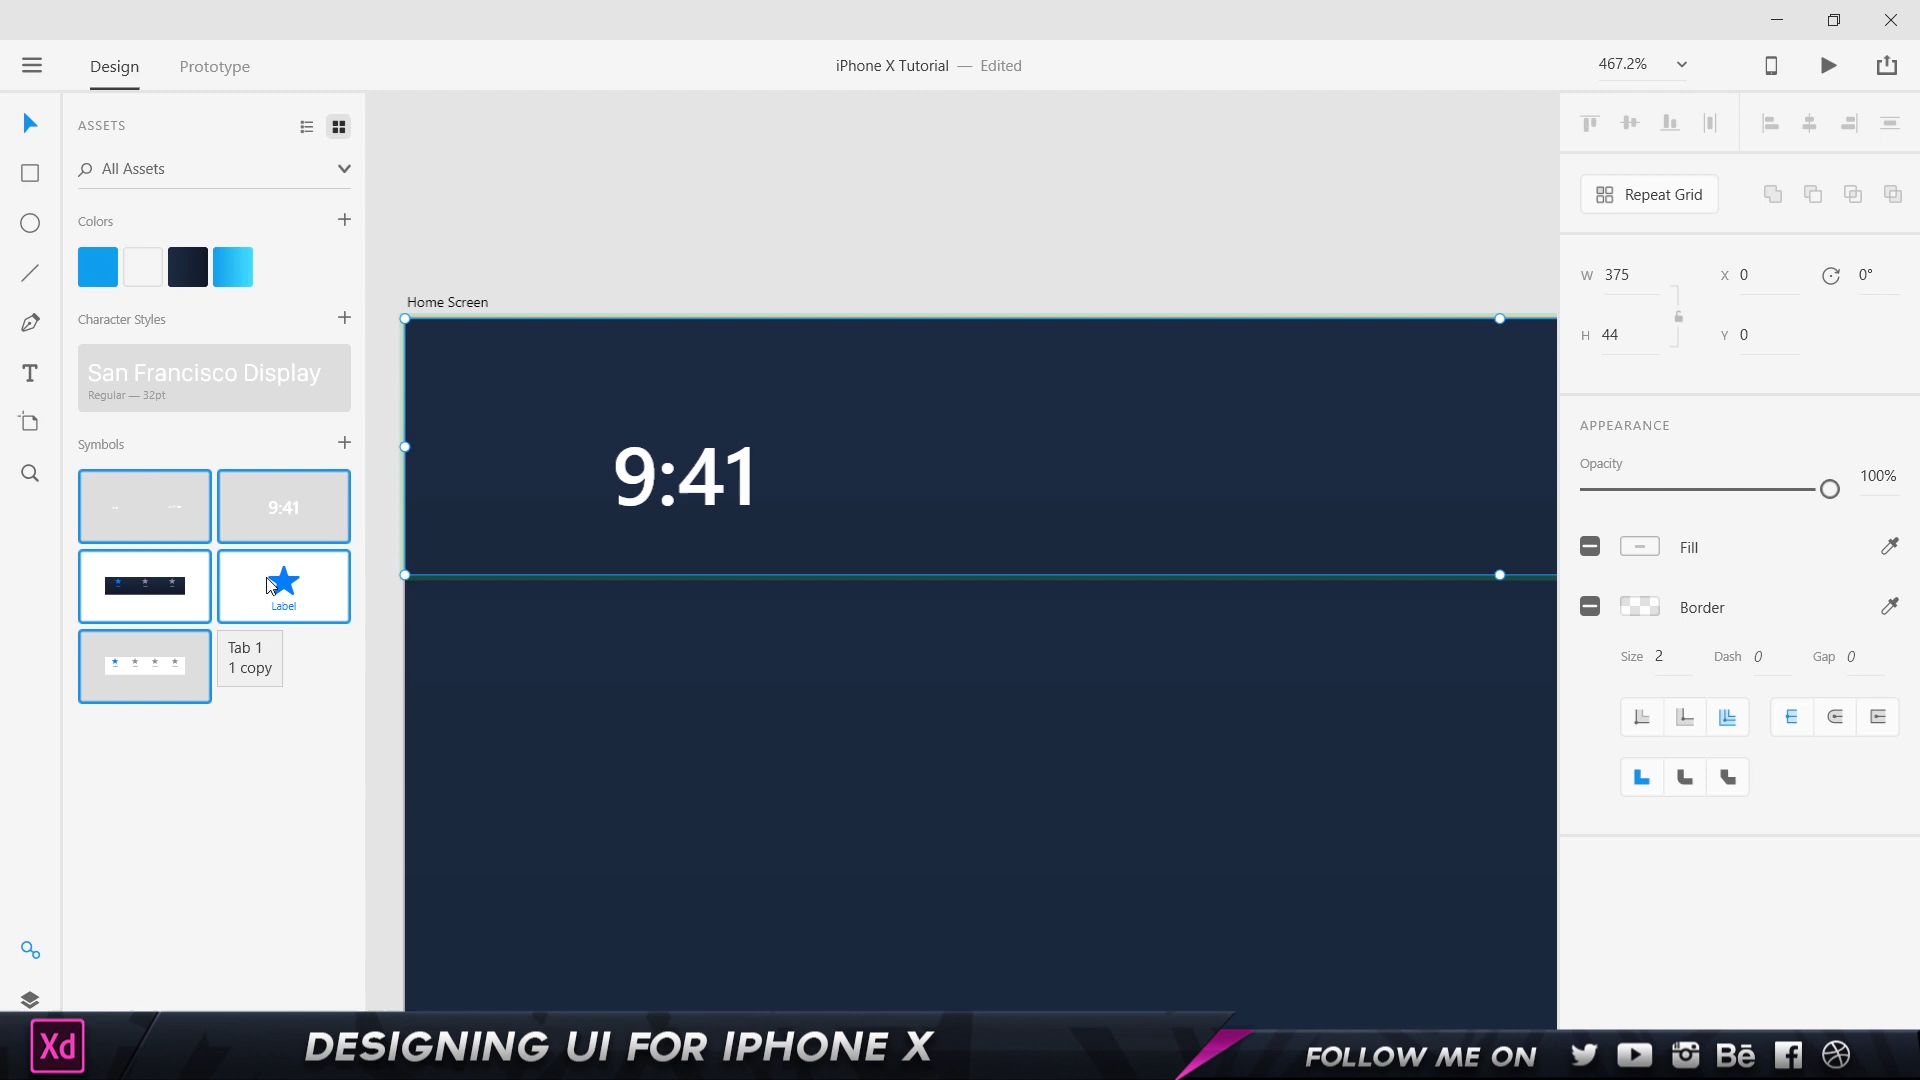 Design
Prototype
iPhone X Tutorial — Edited
467.2%
ASSETS
All Assets
Colors
Character Styles
San Francisco Display
Regular — 32pt
Symbols
9:41
Label
Tab 1
1 copy
Home Screen
9:41
Repeat Grid
W 375
X 0
0°
H 44
Y 0
APPEARANCE
Opacity
100%
Fill
Border
Size 2
Dash 0
Gap 0
Xd
DESIGNING UI FOR IPHONE X
FOLLOW ME ON
Bē